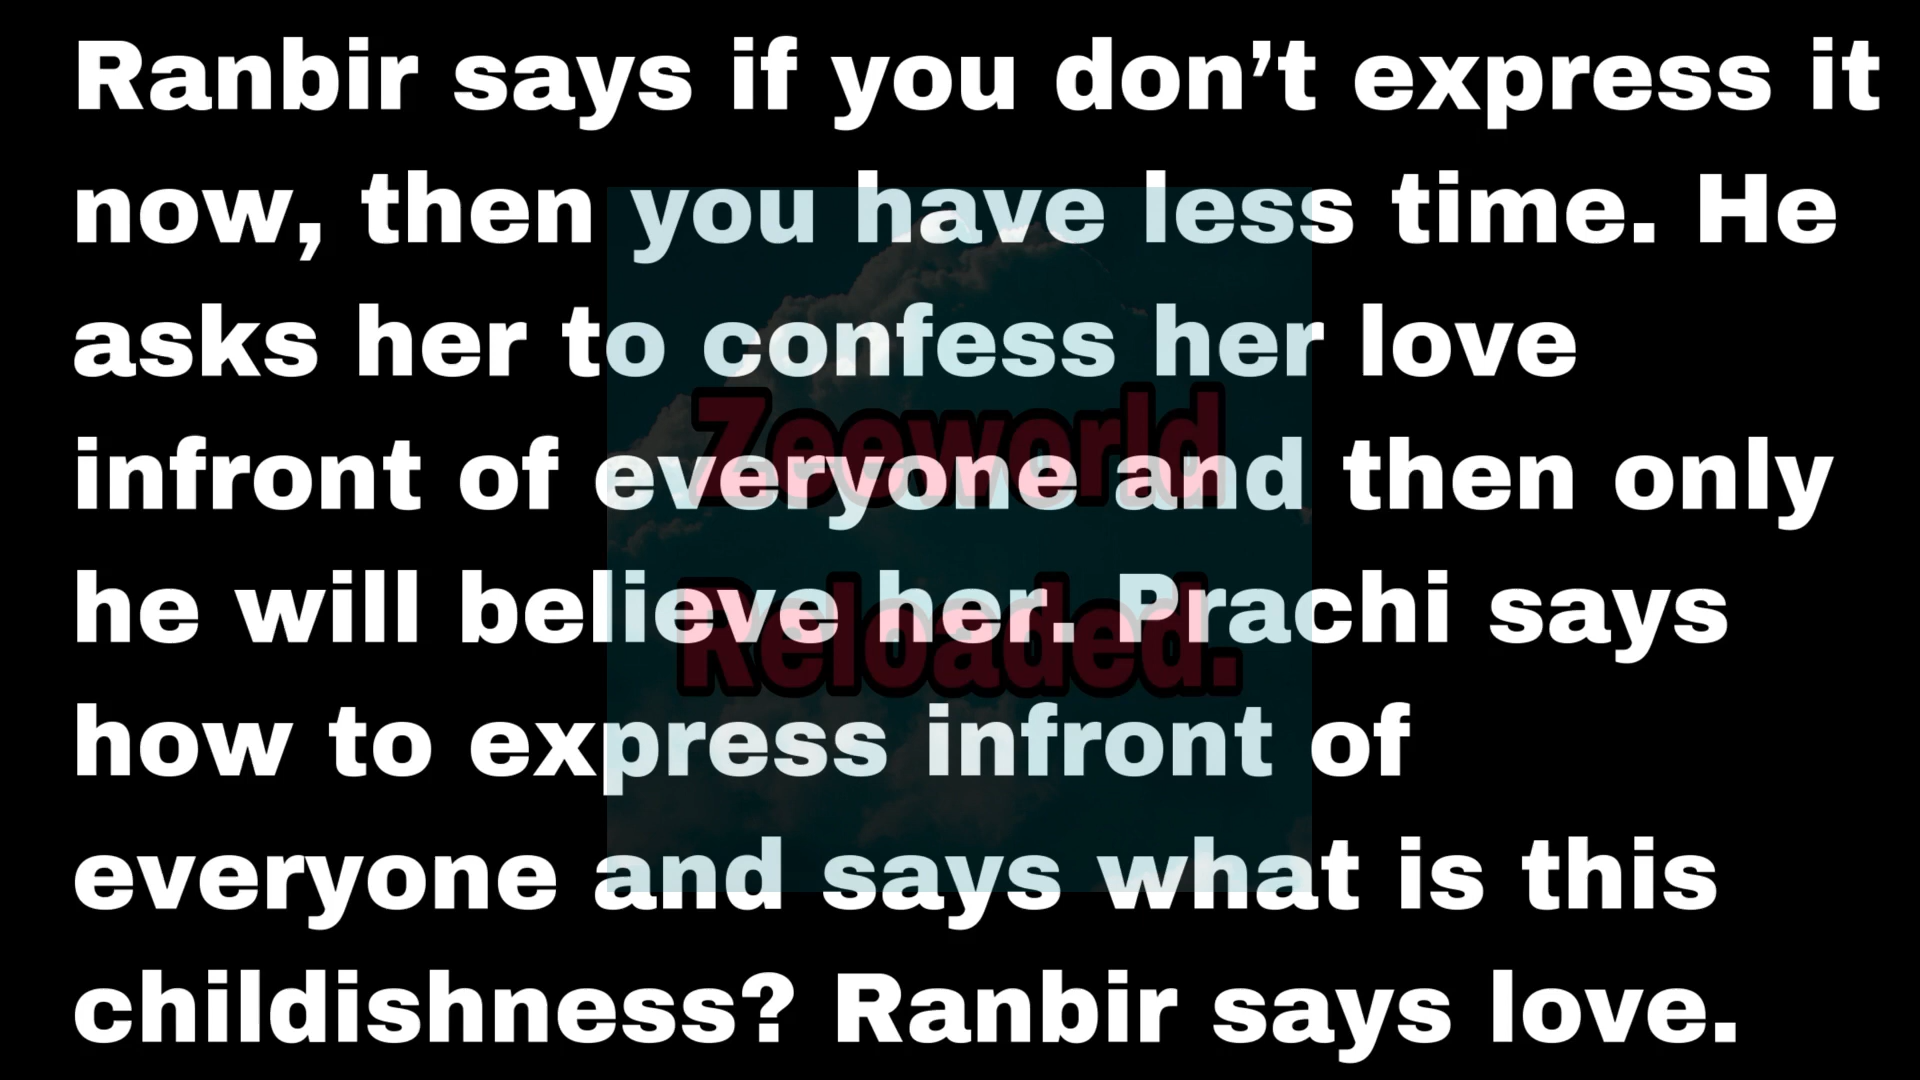 Ranbir says if you don’t express it
now, then you have less time. He
asks her to confess her love
infront of everyone and then only
he will believe her. Prachi says
how to express infront of
everyone and says what is this
childishness? Ranbir says love.
Zeeworld
Reloaded.